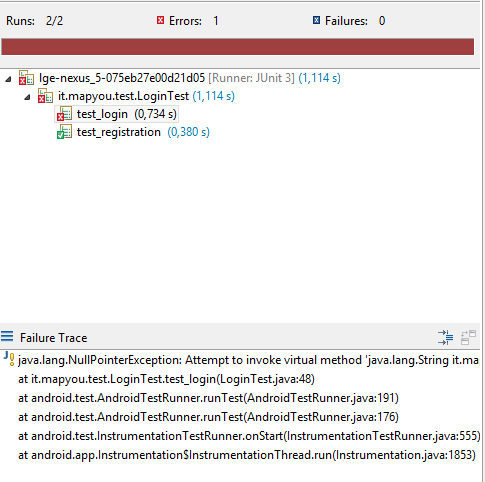 Runs: 2/2 Errors: 1 Failures: 0
lge-nexus_5-075eb27e00d21d05 [Runner: JUnit 3] (1,114 s)
it.mapyou.test.LoginTest (1,114 s)
test_login (0,734 s)
test_registration (0,380 s)
Failure Trace
java.lang.NullPointerException: Attempt to invoke virtual method 'java.lang.String it.ma
at it.mapyou.test.LoginTest.test_login(LoginTest.java:48)
at android.test.AndroidTestRunner.runTest(AndroidTestRunner.java:191)
at android.test.AndroidTestRunner.runTest(AndroidTestRunner.java:176)
at android.test.InstrumentationTestRunner.onStart(InstrumentationTestRunner.java:555)
at android.app.Instrumentation$InstrumentationThread.run(Instrumentation.java:1853)